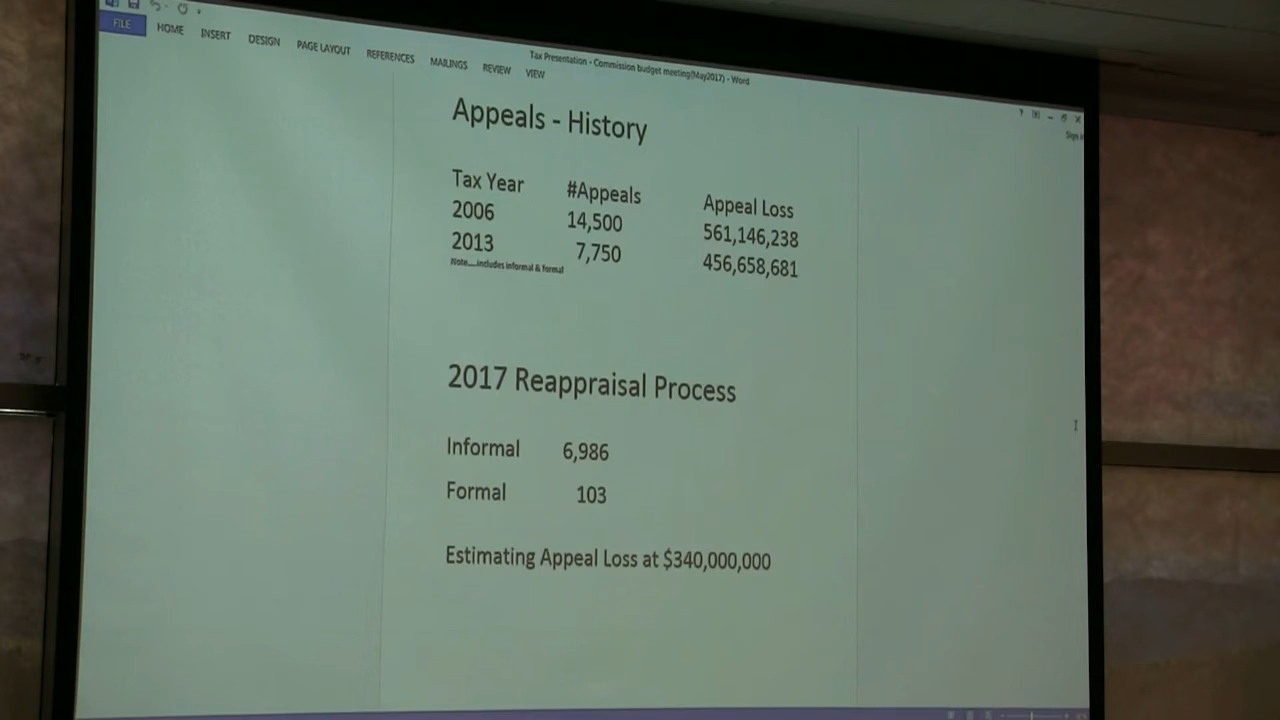 Tax Presentation - Commission budget meeting(May2017) - Word
FILE HOME INSERT DESIGN PAGE LAYOUT REFERENCES MAILINGS REVIEW VIEW
Sign
Appeals - History
Tax Year #Appeals Appeal Loss
2006 14,500 561,146,238
2013 7,750 456,658,681
Note....includes informal & formal
2017 Reappraisal Process
Informal 6,986
Formal 103
Estimating Appeal Loss at $340,000,000